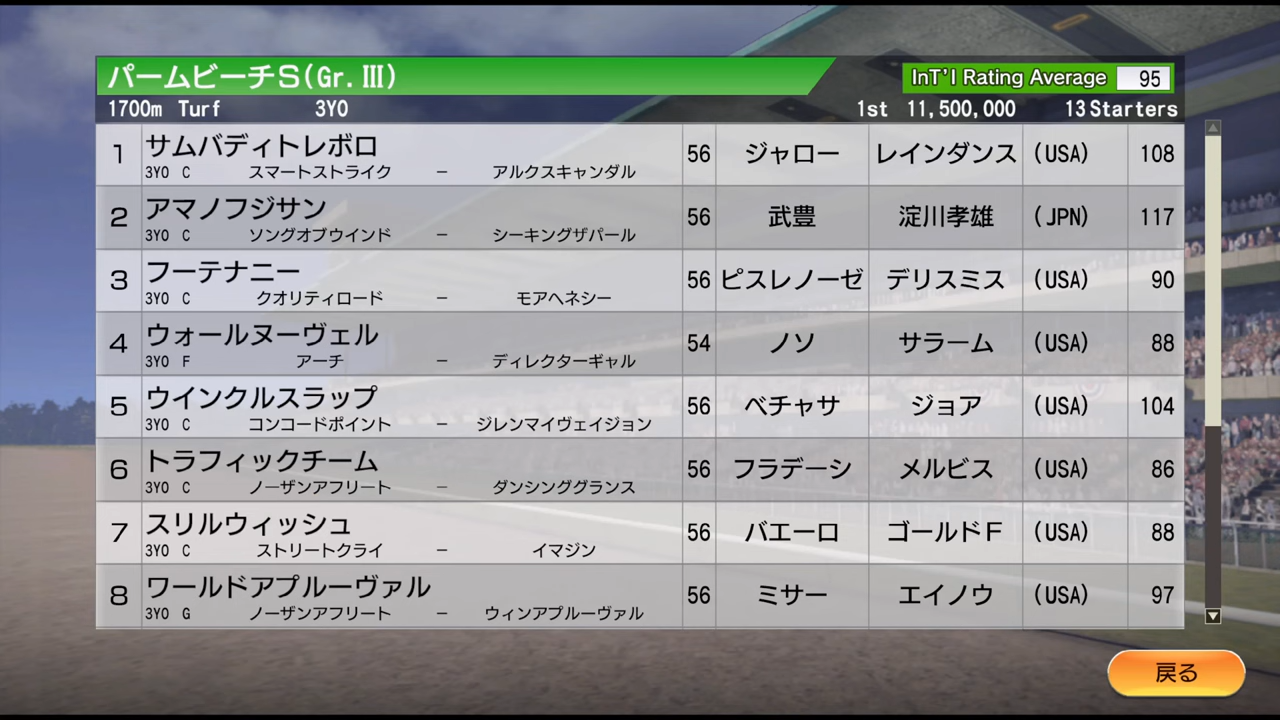 パームビーチS(Gr.Ⅲ) InT'l Rating Average 95
1700m Turf 3YO 1st 11,500,000 13Starters
1 サムバディトレボロ 56 ジャロー レインダンス (USA) 108
3YO C スマートストライク － アルクスキャンダル
2 アマノフジサン 56 武豊 淀川孝雄 (JPN) 117
3YO C ソングオブウインド － シーキングザパール
3 フーテナニー 56 ピスレノーゼ デリスミス (USA) 90
3YO C クオリティロード － モアヘネシー
4 ウォールヌーヴェル 54 ノソ サラーム (USA) 88
3YO F アーチ － ディレクターギャル
5 ウインクルスラップ 56 ベチャサ ジョア (USA) 104
3YO C コンコードポイント － ジレンマイヴェイジョン
6 トラフィックチーム 56 フラデーシ メルビス (USA) 86
3YO C ノーザンアフリート － ダンシンググランス
7 スリルウィッシュ 56 バエーロ ゴールドF (USA) 88
3YO C ストリートクライ － イマジン
8 ワールドアプルーヴァル 56 ミサー エイノウ (USA) 97
3YO G ノーザンアフリート － ウィンアプルーヴァル
戻る